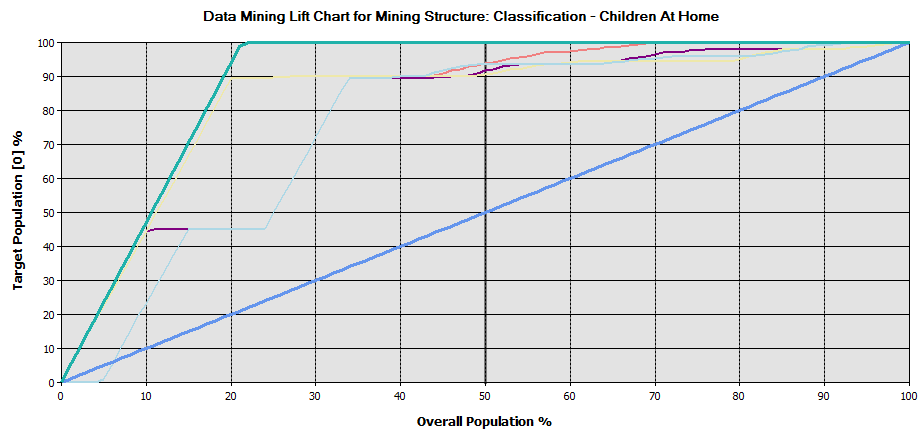 Data Mining Lift Chart for Mining Structure: Classification - Children At Home
Target Population [0] %
100
90
80
70
60
50
40
30
20
10
0
0 10 20 30 40 50 60 70 80 90 100
Overall Population %